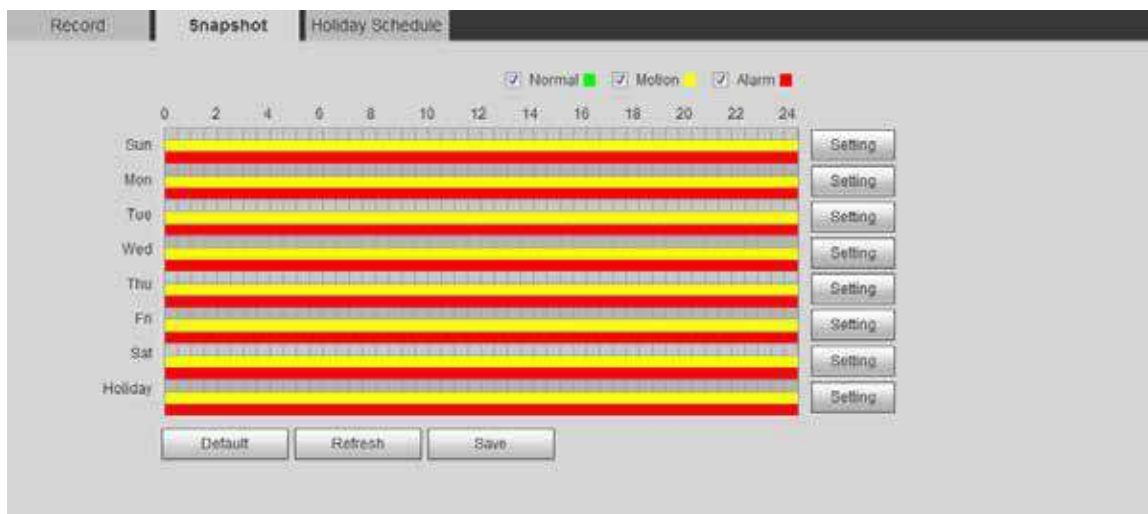 Record Snapshot Holiday Schedule
Normal Motion Alarm
0 2 4 6 8 10 12 14 16 18 20 22 24
Sun Setting
Mon Setting
Tue Setting
Wed Setting
Thu Setting
Fri Setting
Sat Setting
Holiday Setting
Default Refresh Save